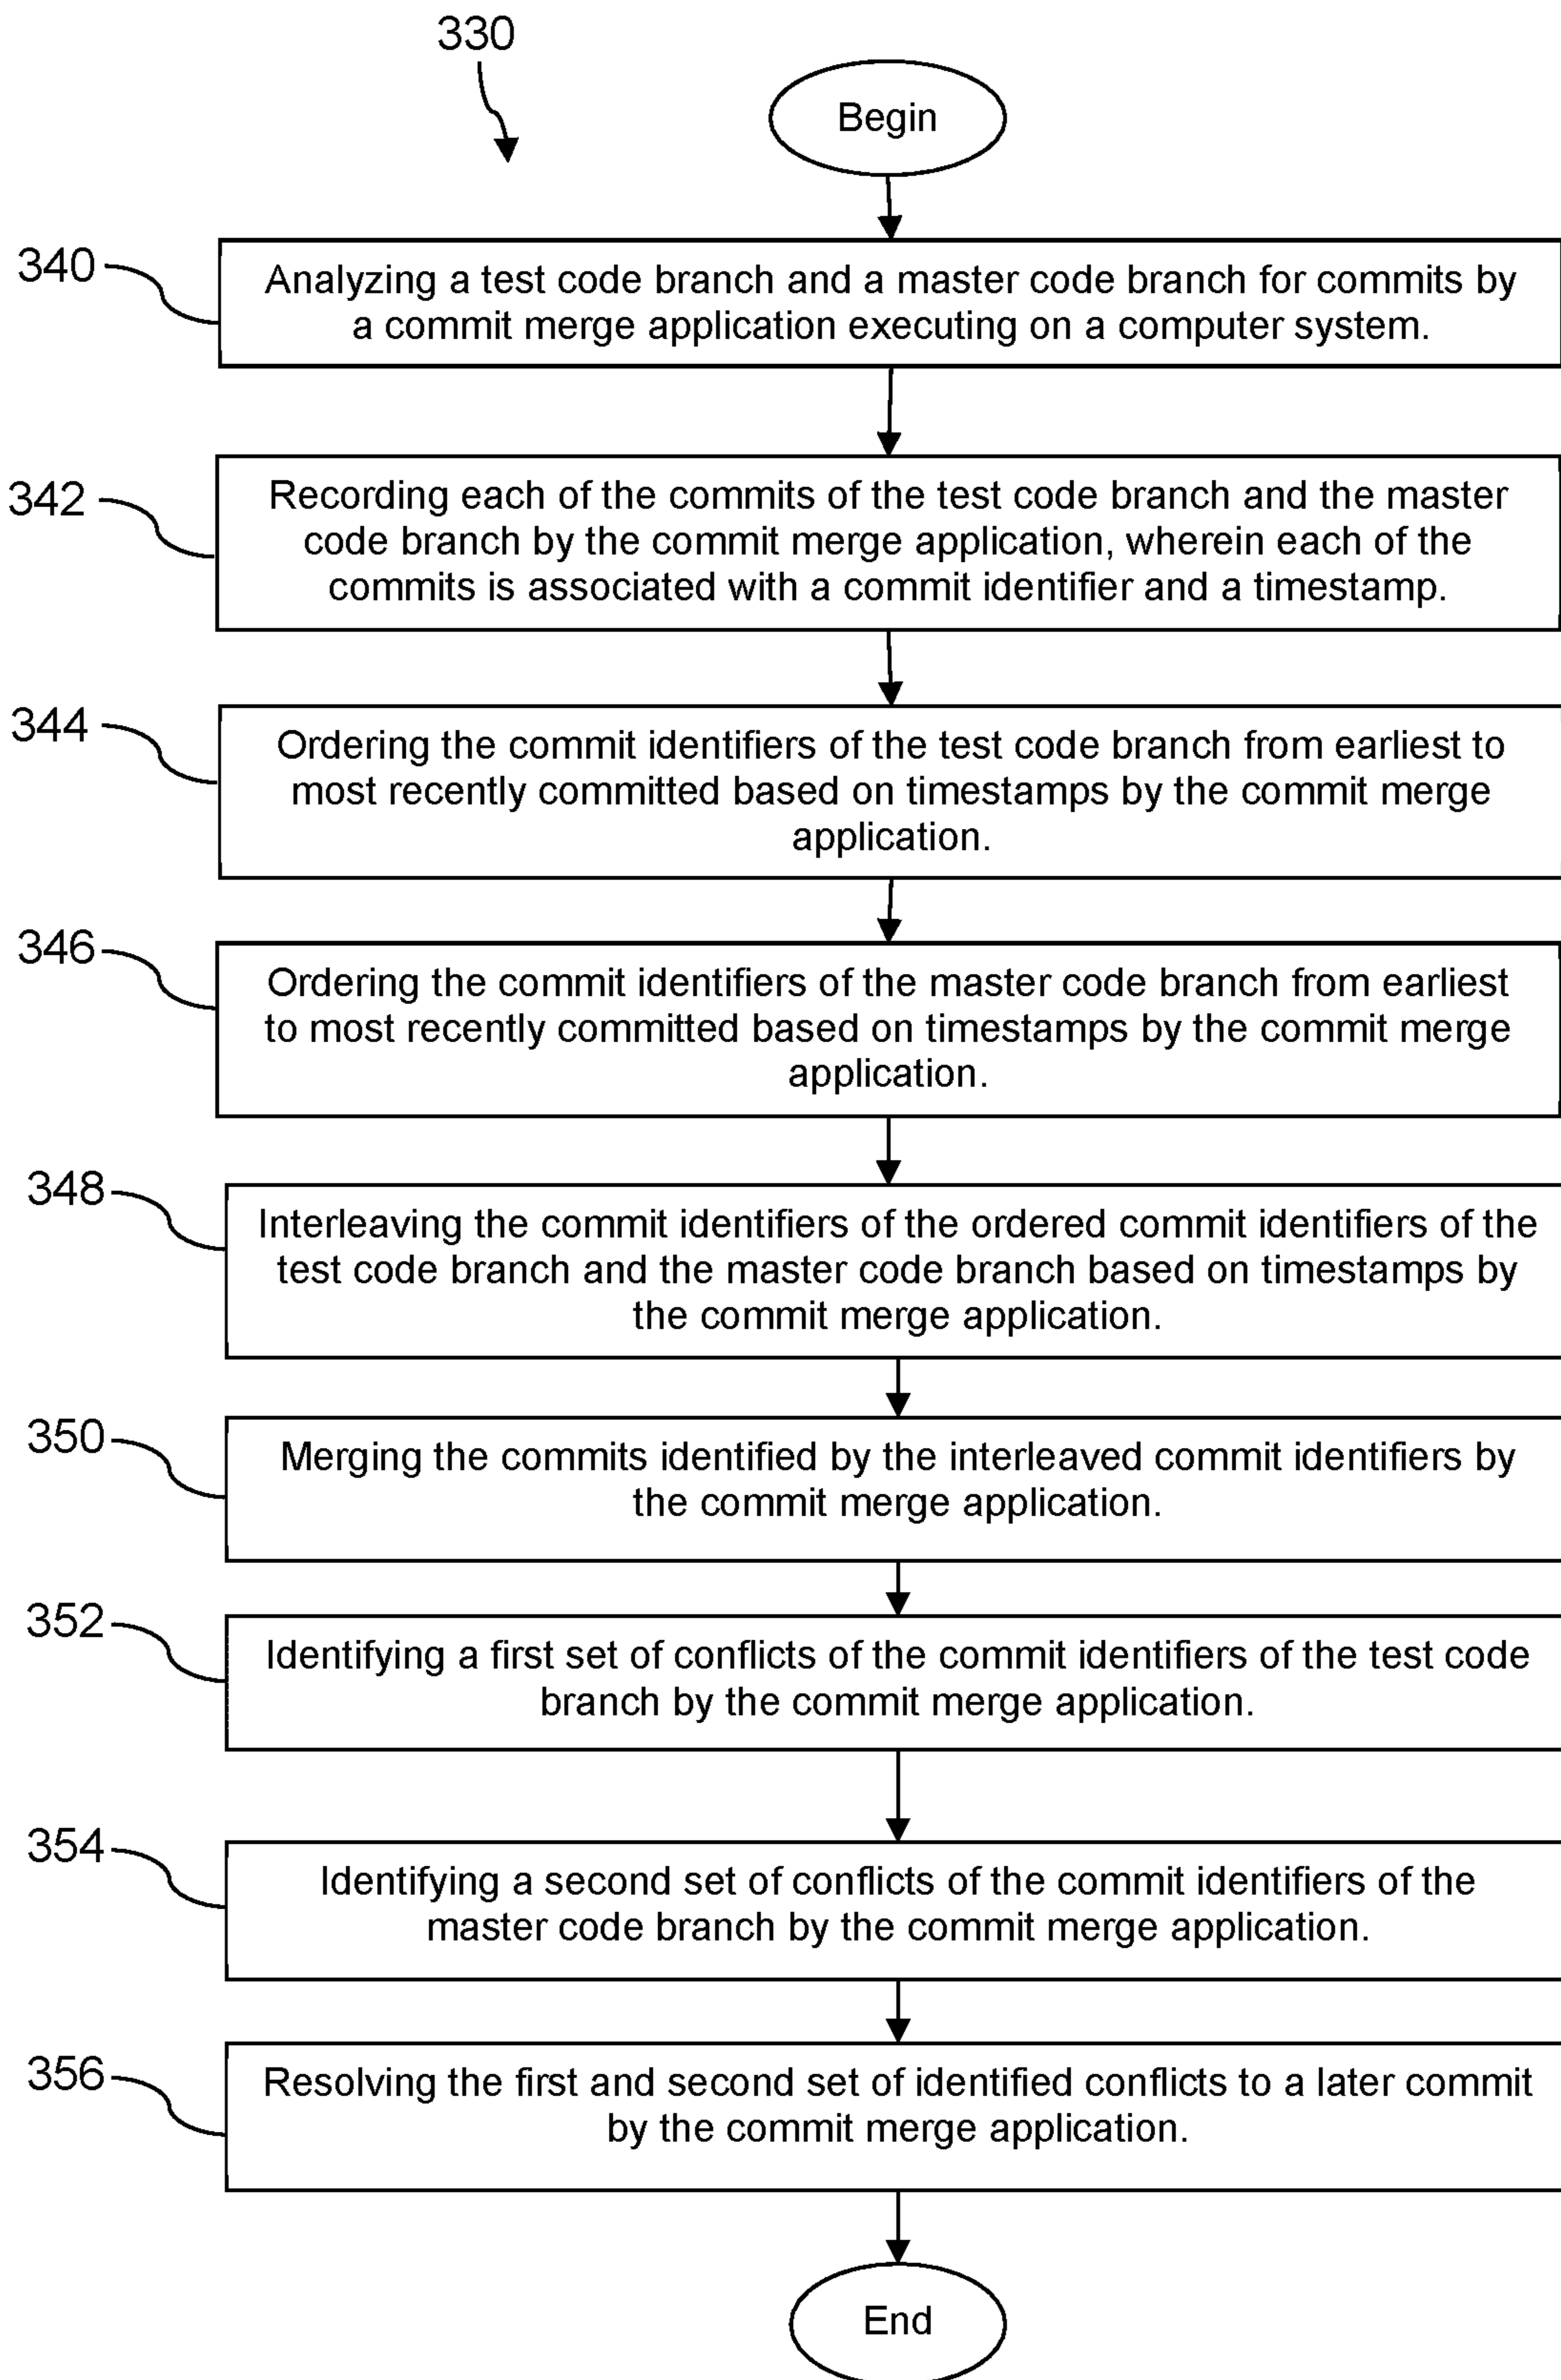 330
Begin
340
Analyzing a test code branch and a master code branch for commits by
a commit merge application executing on a computer system.
342
Recording each of the commits of the test code branch and the master
code branch by the commit merge application, wherein each of the
commits is associated with a commit identifier and a timestamp.
344
Ordering the commit identifiers of the test code branch from earliest to
most recently committed based on timestamps by the commit merge
application.
346
Ordering the commit identifiers of the master code branch from earliest
to most recently committed based on timestamps by the commit merge
application.
348
Interleaving the commit identifiers of the ordered commit identifiers of the
test code branch and the master code branch based on timestamps by
the commit merge application.
350
Merging the commits identified by the interleaved commit identifiers by
the commit merge application.
352
Identifying a first set of conflicts of the commit identifiers of the test code
branch by the commit merge application.
354
Identifying a second set of conflicts of the commit identifiers of the
master code branch by the commit merge application.
356
Resolving the first and second set of identified conflicts to a later commit
by the commit merge application.
End